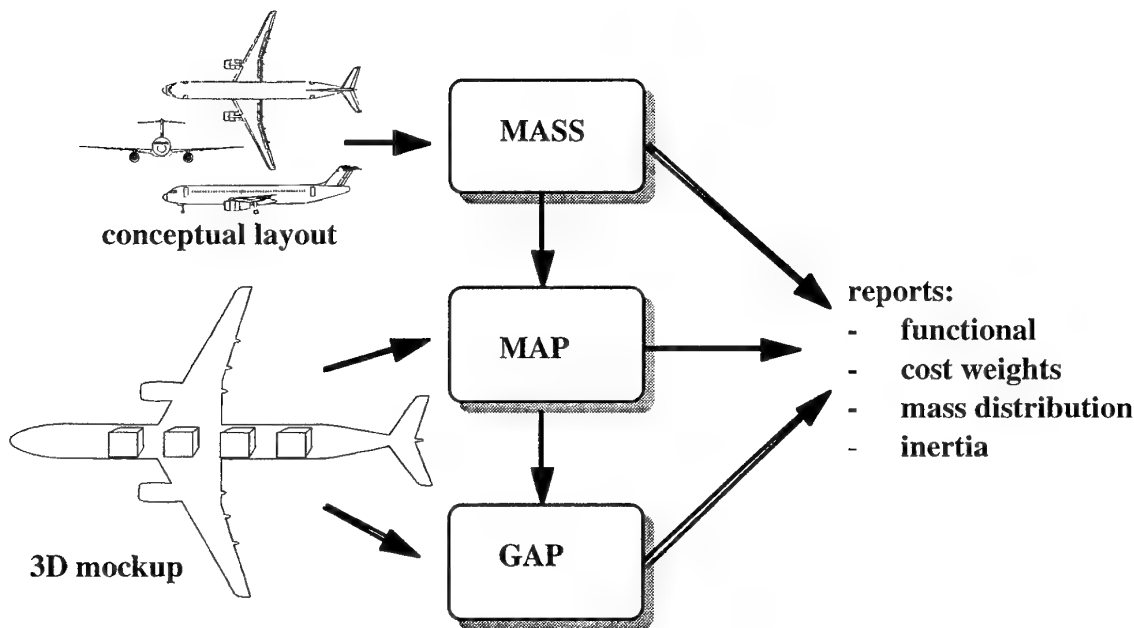 MASS
conceptual layout
MAP
reports:
- functional
- cost weights
- mass distribution
- inertia
GAP
3D mockup